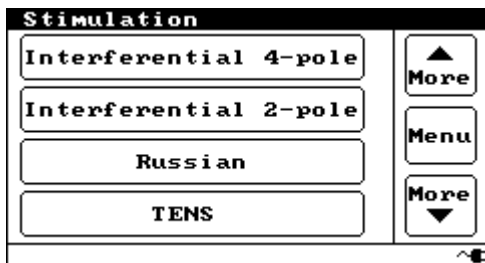 Stimulation
Interferential 4-pole
Interferential 2-pole
Russian
TENS
More
Menu
More